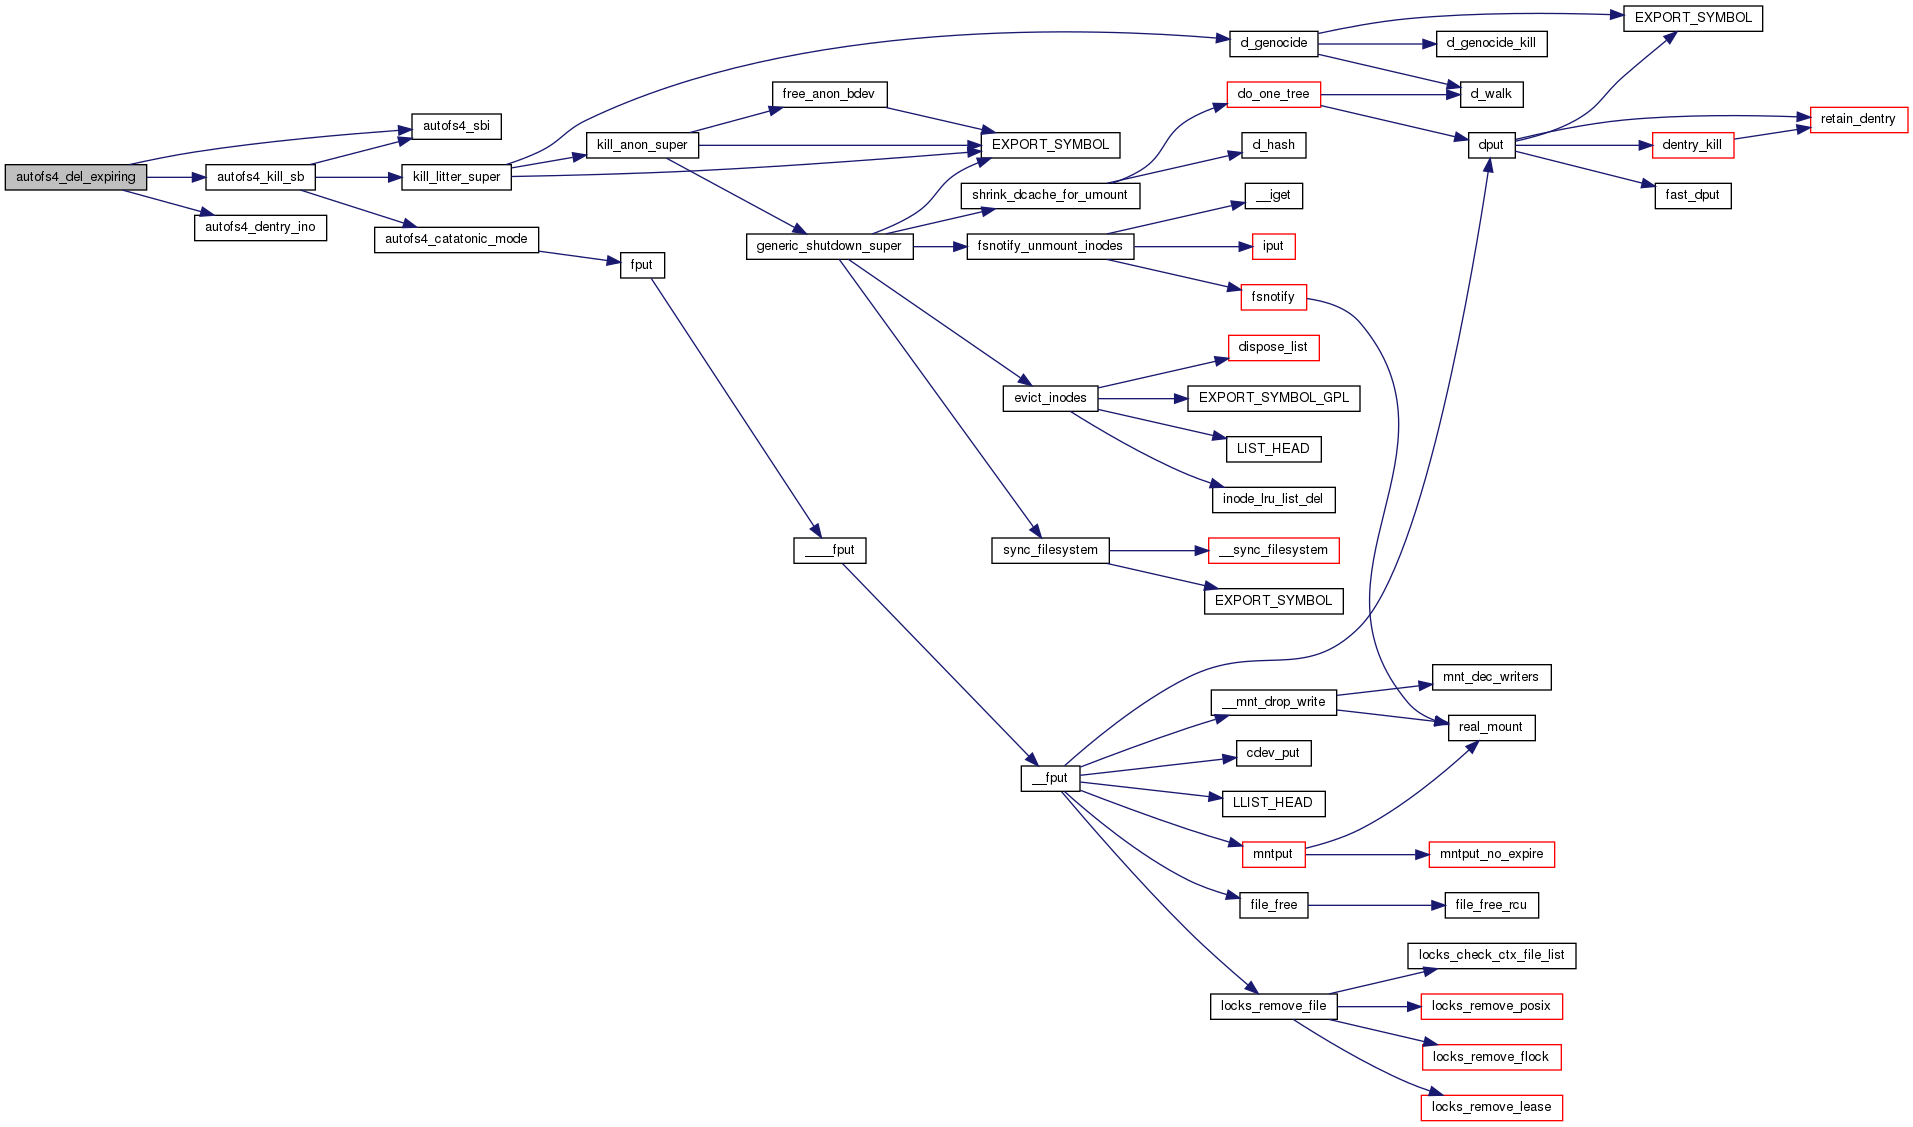 autofs4_del_expiring
autofs4_sbi
autofs4_kill_sb
autofs4_dentry_ino
kill_litter_super
autofs4_catatonic_mode
fput
kill_anon_super
free_anon_bdev
EXPORT_SYMBOL
generic_shutdown_super
shrink_dcache_for_umount
fsnotify_unmount_inodes
evict_inodes
sync_filesystem
____fput
__fput
d_genocide
do_one_tree
d_hash
__iget
iput
fsnotify
dispose_list
EXPORT_SYMBOL_GPL
LIST_HEAD
inode_lru_list_del
__sync_filesystem
EXPORT_SYMBOL
__mnt_drop_write
cdev_put
LLIST_HEAD
mntput
file_free
locks_remove_file
d_genocide_kill
d_walk
dput
mnt_dec_writers
real_mount
mntput_no_expire
file_free_rcu
locks_check_ctx_file_list
locks_remove_posix
locks_remove_flock
locks_remove_lease
EXPORT_SYMBOL
dentry_kill
fast_dput
retain_dentry